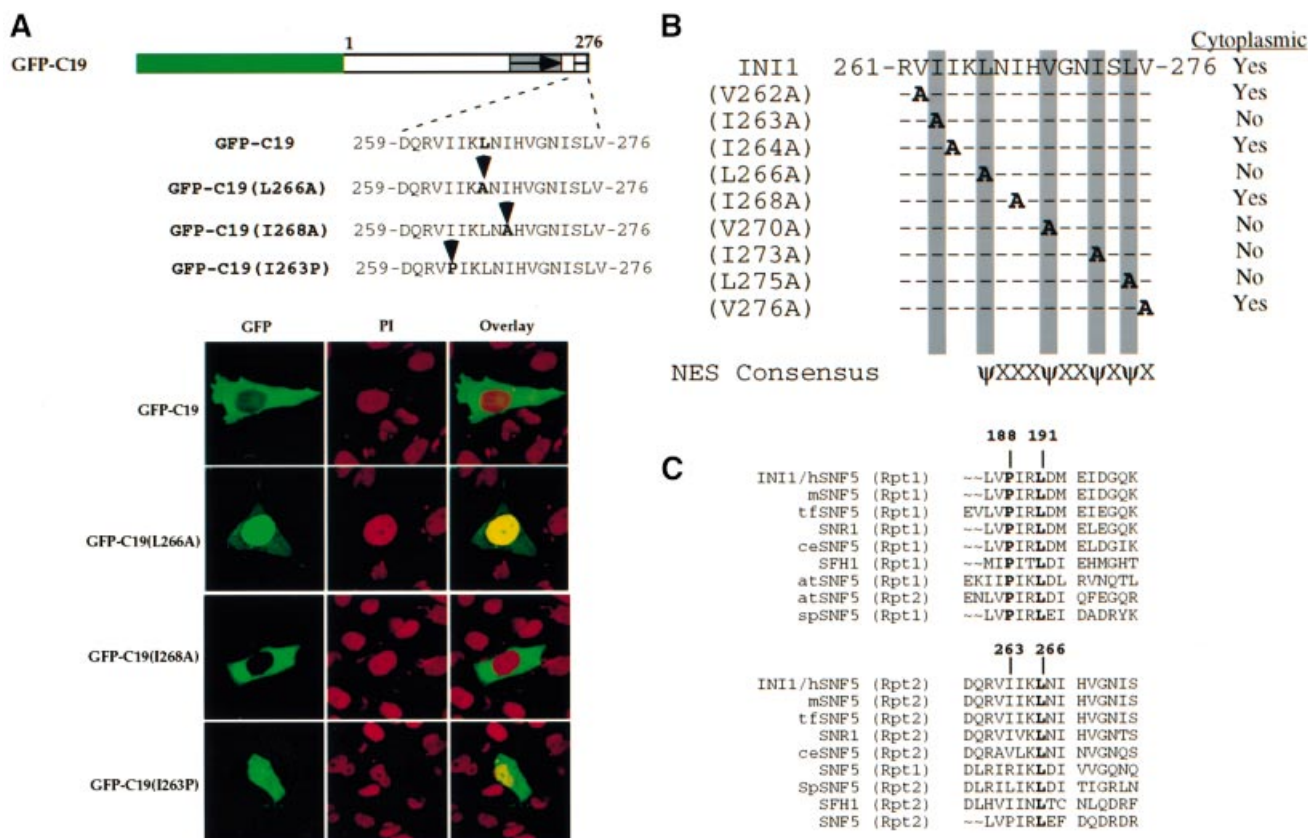 A
1 276
GFP-C19
GFP-C19 259-DQRVIIKLNIHVGNISLV-276
GFP-C19(L266A) 259-DQRVIIKANIHVGNISLV-276
GFP-C19(I268A) 259-DQRVIIKLNAHVGNISLV-276
GFP-C19(I263P) 259-DQRVPIKLNIHVGNISLV-276
GFP PI Overlay
GFP-C19
GFP-C19(L266A)
GFP-C19(I268A)
GFP-C19(I263P)
B
Cytoplasmic
INI1 261-RVIIKLNIHVGNISLV-276 Yes
(V262A) -A-------------- Yes
(I263A) --A------------- No
(I264A) ---A------------ Yes
(L266A) -----A---------- No
(I268A) -------A-------- Yes
(V270A) ---------A------ No
(I273A) ------------A--- No
(L275A) --------------A- No
(V276A) ---------------A Yes
NES Consensus ψXXXψXXψXψX
C
188 191
INI1/hSNF5 (Rpt1) ~~LVPIRLDM EIDGQK
mSNF5 (Rpt1) ~~LVPIRLDM EIDGQK
tfSNF5 (Rpt1) EVLVPIRLDM EIEGQK
SNR1 (Rpt1) ~~LVPIRLDM ELEGQK
ceSNF5 (Rpt1) ~~LVPIRLDM ELDGIK
SFH1 (Rpt1) ~~MIPITLDI EHMGHT
atSNF5 (Rpt1) EKIIPIKLDL RVNQTL
atSNF5 (Rpt2) ENLVPIRLDI QFEGQR
spSNF5 (Rpt1) ~~LVPIRLEI DADRYK
263 266
INI1/hSNF5 (Rpt2) DQRVIIKLNI HVGNIS
mSNF5 (Rpt2) DQRVIIKLNI HVGNIS
tfSNF5 (Rpt2) DQRVIIKLNI HVGNIS
SNR1 (Rpt2) DQRVIVKLNI HVGNTS
ceSNF5 (Rpt2) DQRAVLKLNI NVGNQS
SNF5 (Rpt1) DLRIRIKLDI VVGQNQ
SpSNF5 (Rpt2) DLRILIKLDI TIGRLN
SFH1 (Rpt2) DLHVIINLTC NLQDRF
SNF5 (Rpt2) LLVPIRLEF DQDRDR